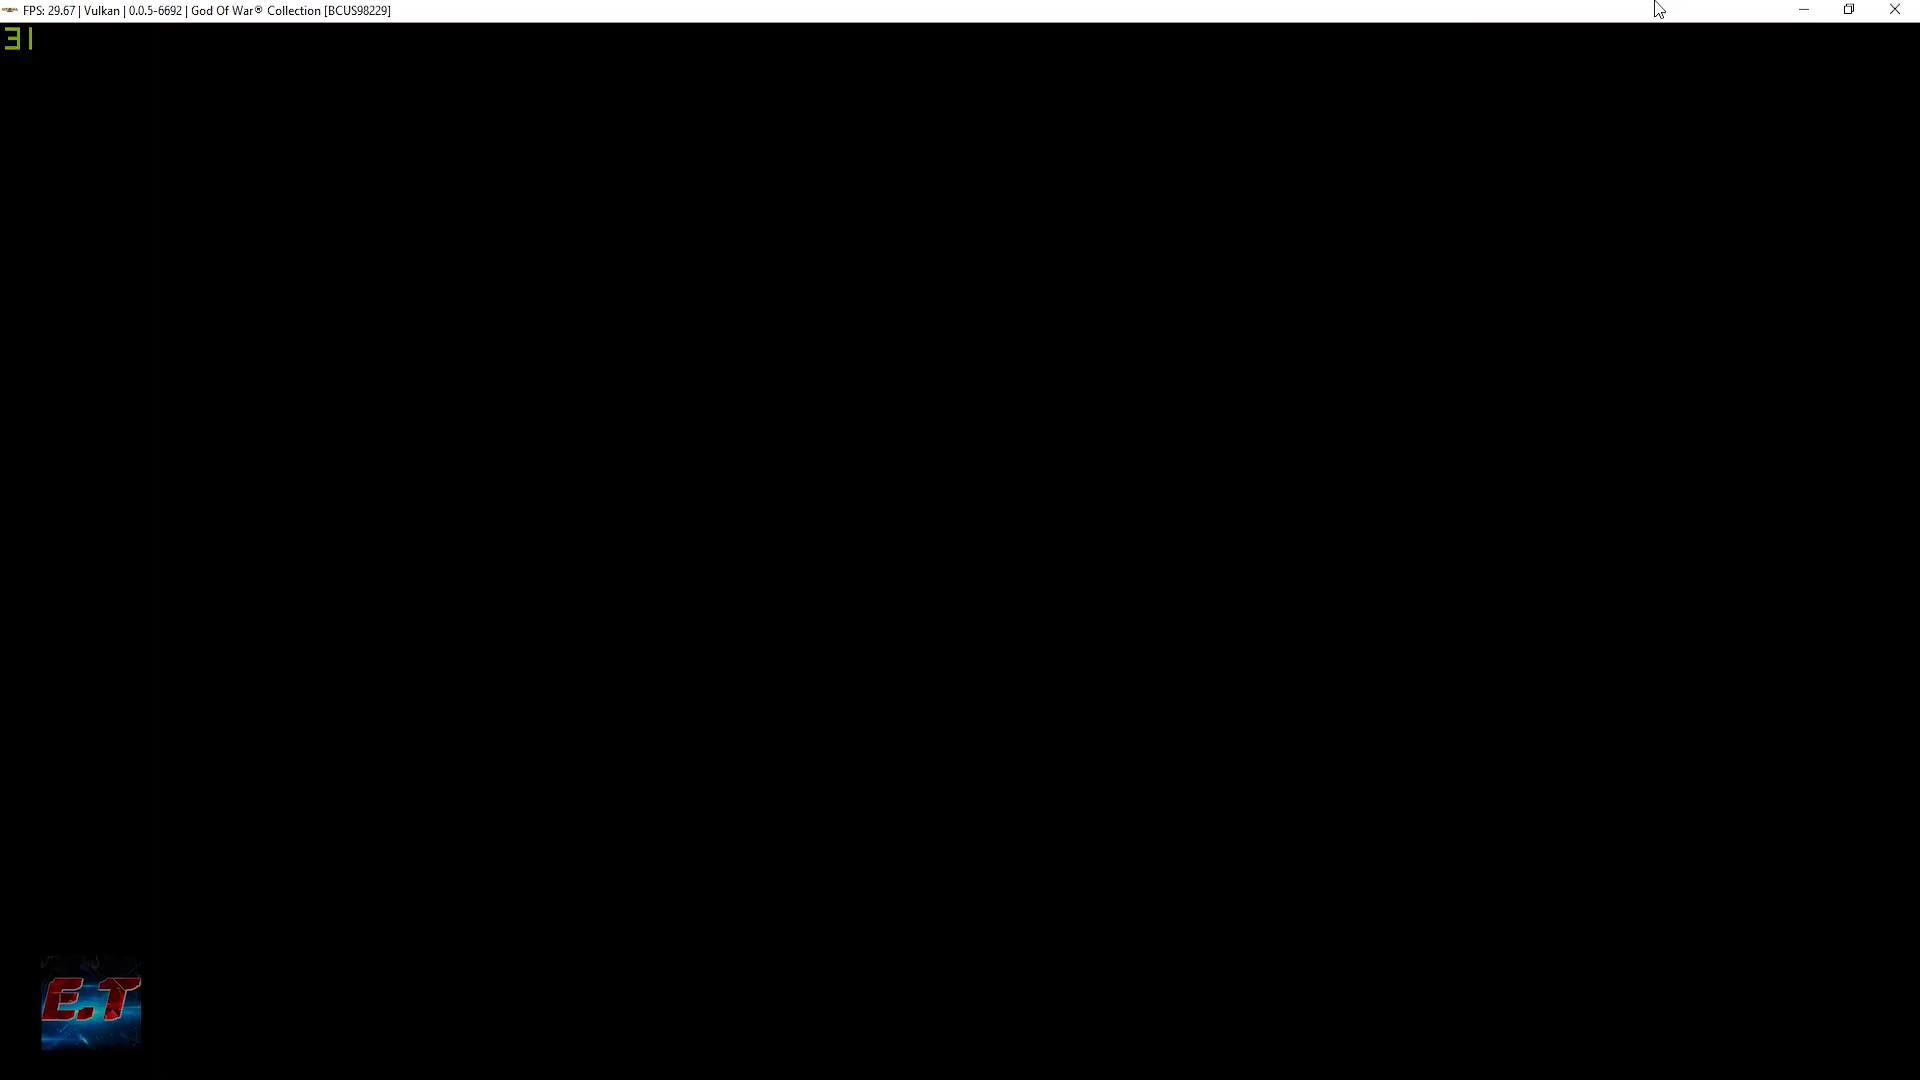 FPS: 29.67 | Vulkan | 0.0.5-6692 | God Of War® Collection [BCUS98229]
31
E.T